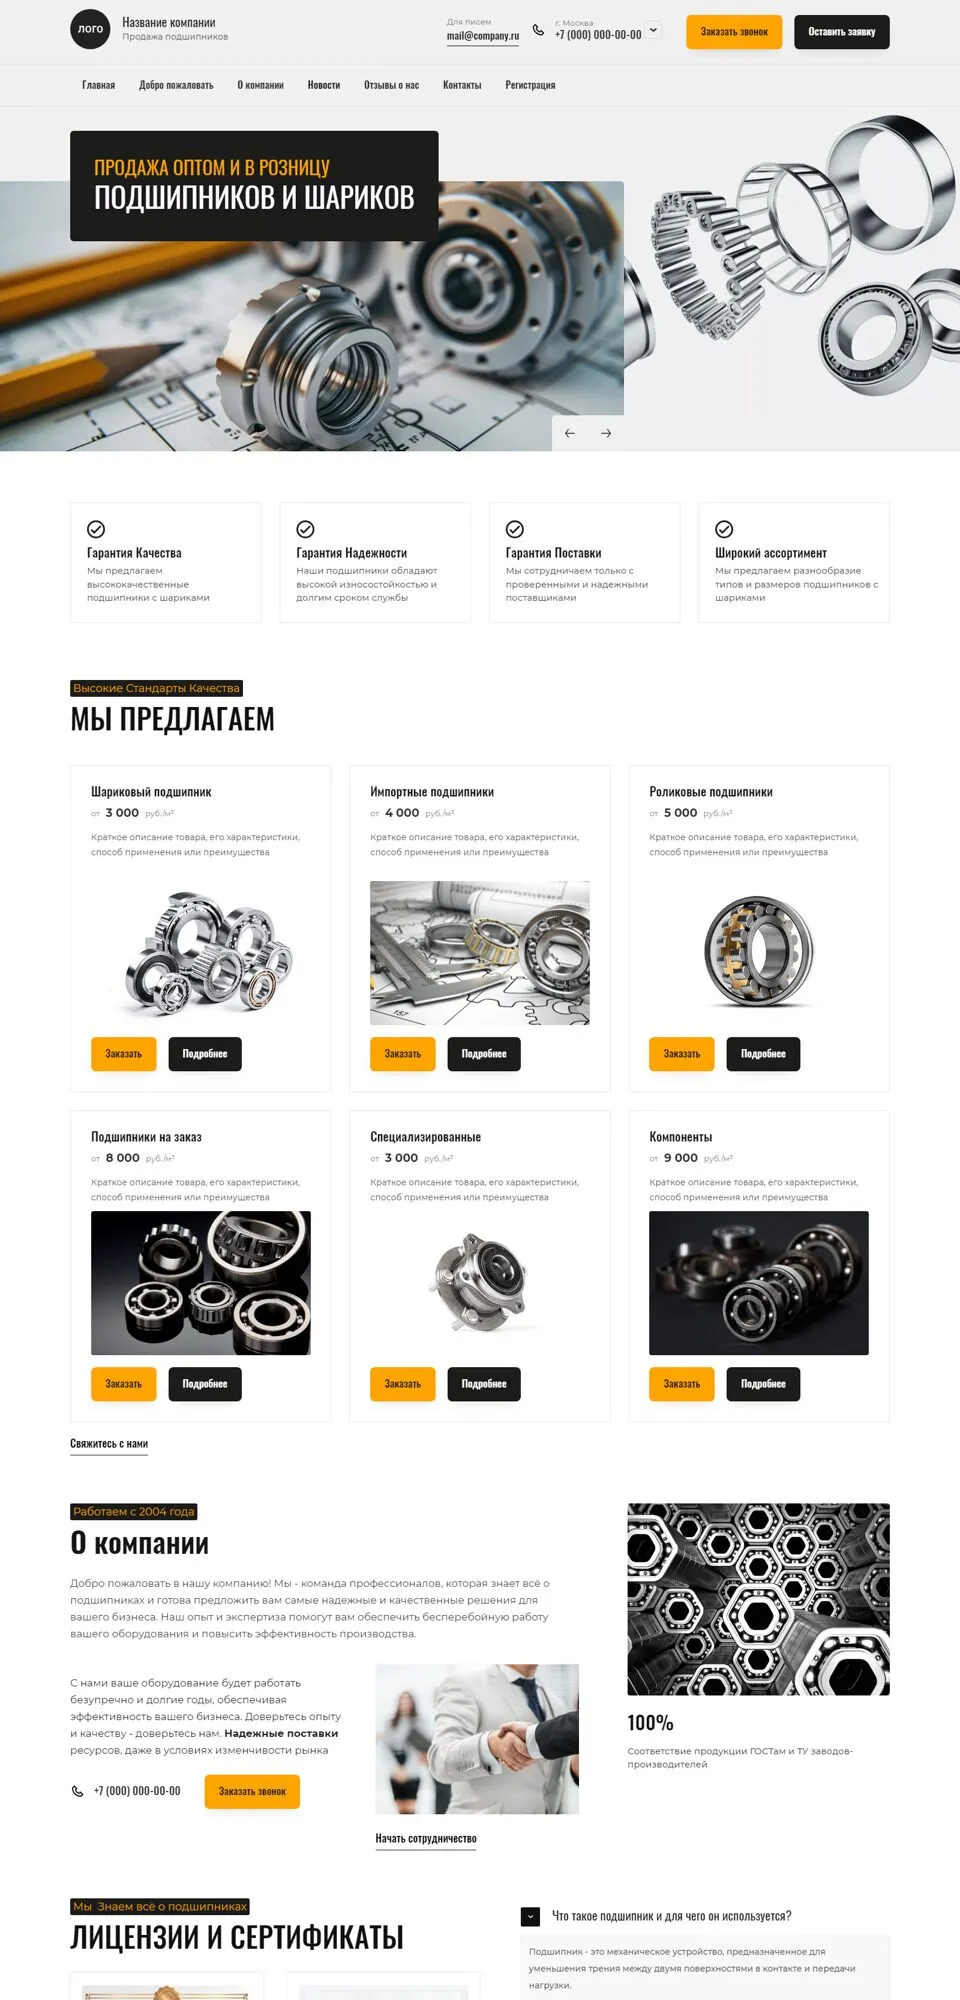 лого
Название компании
Продажа подшипников
Для писем
mail@company.ru
г. Москва
+7 (000) 000-00-00
Заказать звонок
Оставить заявку
Главная
Добро пожаловать
О компании
Новости
Отзывы о нас
Контакты
Регистрация
ПРОДАЖА ОПТОМ И В РОЗНИЦУ
ПОДШИПНИКОВ И ШАРИКОВ
Гарантия Качества
Мы предлагаем
высококачественные
подшипники с шариками
Гарантия Надежности
Наши подшипники обладают
высокой износостойкостью и
долгим сроком службы
Гарантия Поставки
Мы сотрудничаем только с
проверенными и надежными
поставщиками
Широкий ассортимент
Мы предлагаем разнообразие
типов и размеров подшипников с
шариками
Высокие Стандарты Качества
МЫ ПРЕДЛАГАЕМ
Шариковый подшипник
от 3 000 руб./м³
Краткое описание товара, его характеристики,
способ применения или преимущества
Заказать
Подробнее
Импортные подшипники
от 4 000 руб./м³
Краткое описание товара, его характеристики,
способ применения или преимущества
157
Заказать
Подробнее
Роликовые подшипники
от 5 000 руб./м³
Краткое описание товара, его характеристики,
способ применения или преимущества
Заказать
Подробнее
Подшипники на заказ
от 8 000 руб./м³
Краткое описание товара, его характеристики,
способ применения или преимущества
Заказать
Подробнее
Специализированные
от 3 000 руб./м³
Краткое описание товара, его характеристики,
способ применения или преимущества
Заказать
Подробнее
Компоненты
от 9 000 руб./м³
Краткое описание товара, его характеристики,
способ применения или преимущества
Заказать
Подробнее
Свяжитесь с нами
Работаем с 2004 года
О компании
Добро пожаловать в нашу компанию! Мы - команда профессионалов, которая знает всё о
подшипниках и готова предложить вам самые надежные и качественные решения для
вашего бизнеса. Наш опыт и экспертиза помогут вам обеспечить бесперебойную работу
вашего оборудования и повысить эффективность производства.
С нами ваше оборудование будет работать
безупречно и долгие годы, обеспечивая
эффективность вашего бизнеса. Доверьтесь опыту
и качеству - доверьтесь нам. Надежные поставки
ресурсов, даже в условиях изменчивости рынка
+7 (000) 000-00-00
Заказать звонок
Начать сотрудничество
100%
Соответствие продукции ГОСТам и ТУ заводов-
производителей
Мы Знаем всё о подшипниках
ЛИЦЕНЗИИ И СЕРТИФИКАТЫ
Что такое подшипник и для чего он используется?
Подшипник - это механическое устройство, предназначенное для
уменьшения трения между двумя поверхностями в контакте и передачи
нагрузки.